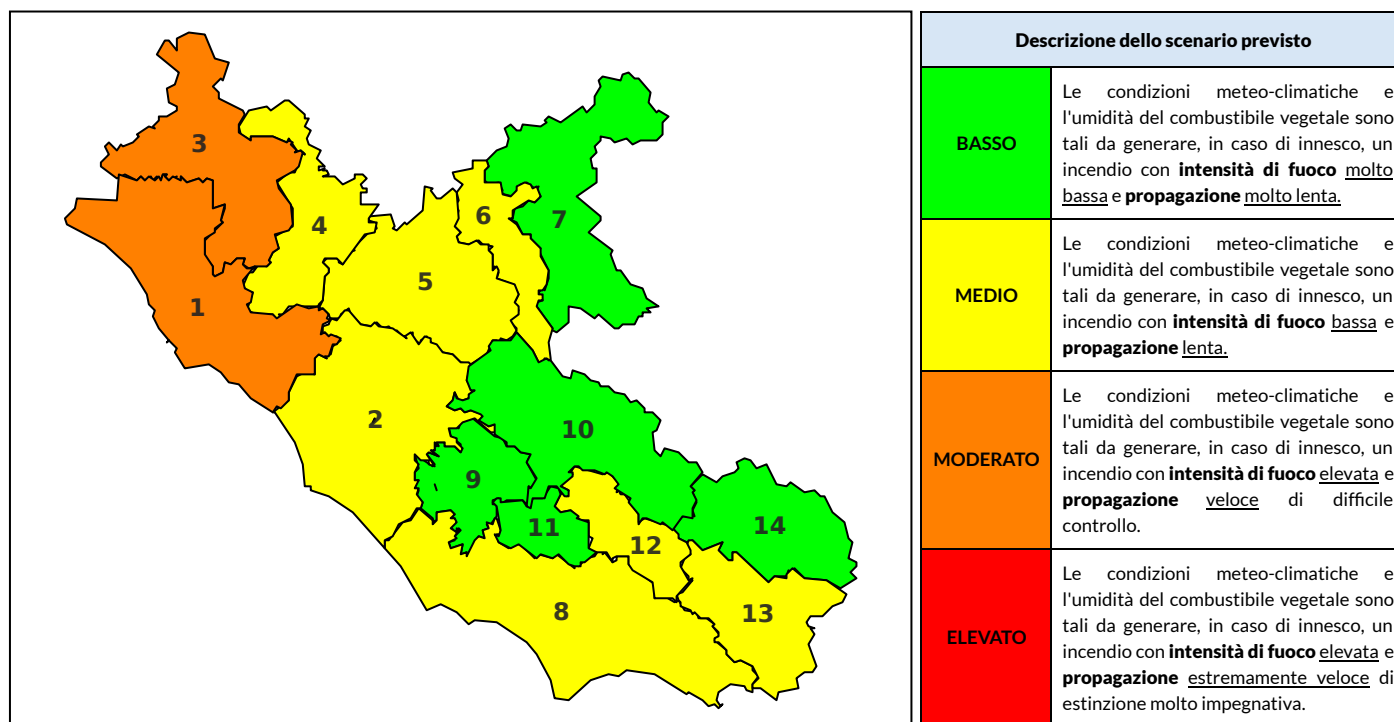 3
4
6
7
5
1
2
10
9
11
12
14
8
13
Descrizione dello scenario previsto
BASSO
Le condizioni meteo-climatiche e
l'umidità del combustibile vegetale sono
tali da generare, in caso di innesco, un
incendio con intensità di fuoco molto
bassa e propagazione molto lenta.
MEDIO
Le condizioni meteo-climatiche e
l'umidità del combustibile vegetale sono
tali da generare, in caso di innesco, un
incendio con intensità di fuoco bassa e
propagazione lenta.
MODERATO
Le condizioni meteo-climatiche e
l'umidità del combustibile vegetale sono
tali da generare, in caso di innesco, un
incendio con intensità di fuoco elevata e
propagazione veloce di difficile
controllo.
ELEVATO
Le condizioni meteo-climatiche e
l'umidità del combustibile vegetale sono
tali da generare, in caso di innesco, un
incendio con intensità di fuoco elevata e
propagazione estremamente veloce di
estinzione molto impegnativa.